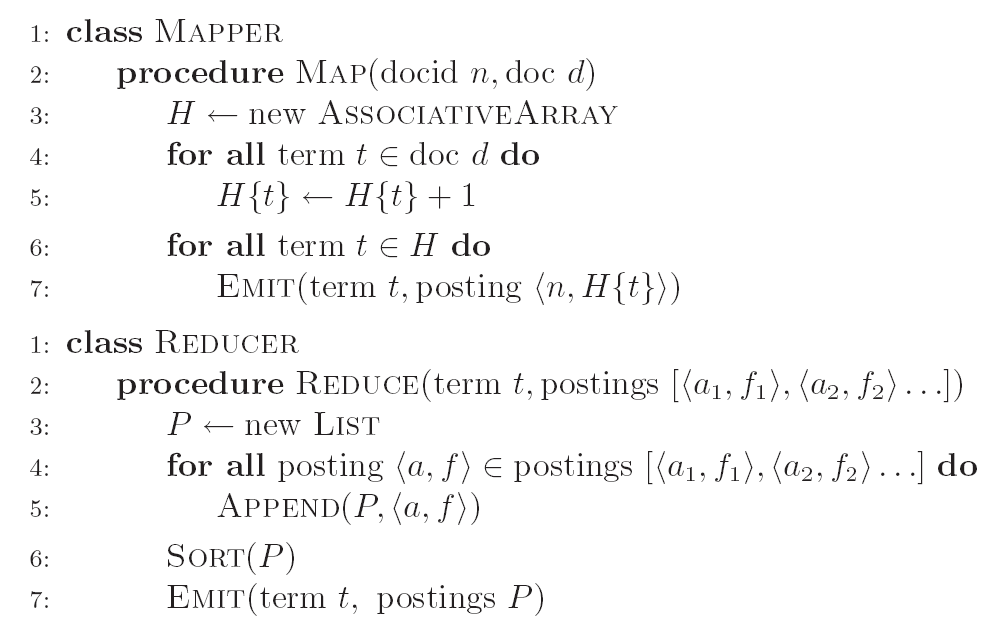 1: class Mapper
2: procedure Map(docid n, doc d)
3: H ← new AssociativeArray
4: for all term t ∈ doc d do
5: H{t} ← H{t} + 1
6: for all term t ∈ H do
7: Emit(term t, posting ⟨n, H{t}⟩)
1: class Reducer
2: procedure Reduce(term t, postings [⟨a₁, f₁⟩, ⟨a₂, f₂⟩ . . .])
3: P ← new List
4: for all posting ⟨a, f⟩ ∈ postings [⟨a₁, f₁⟩, ⟨a₂, f₂⟩ . . .] do
5: Append(P, ⟨a, f⟩)
6: Sort(P)
7: Emit(term t, postings P)